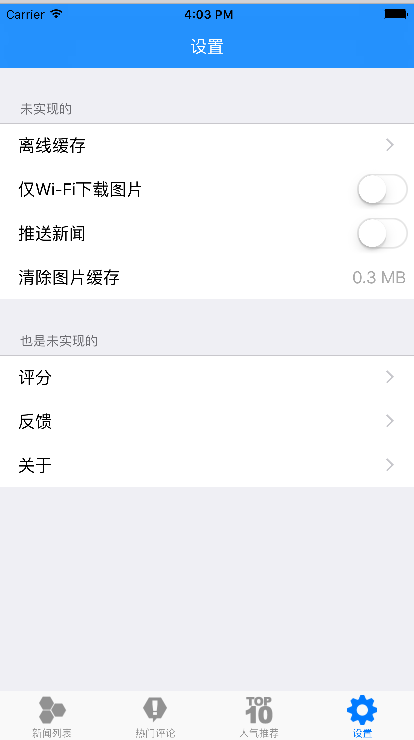 Carrier 4:03 PM
设置
未实现的
离线缓存
仅Wi-Fi下载图片
推送新闻
清除图片缓存 0.3 MB
也是未实现的
评分
反馈
关于
TOP
10
新闻列表 热门评论 人气推荐 设置